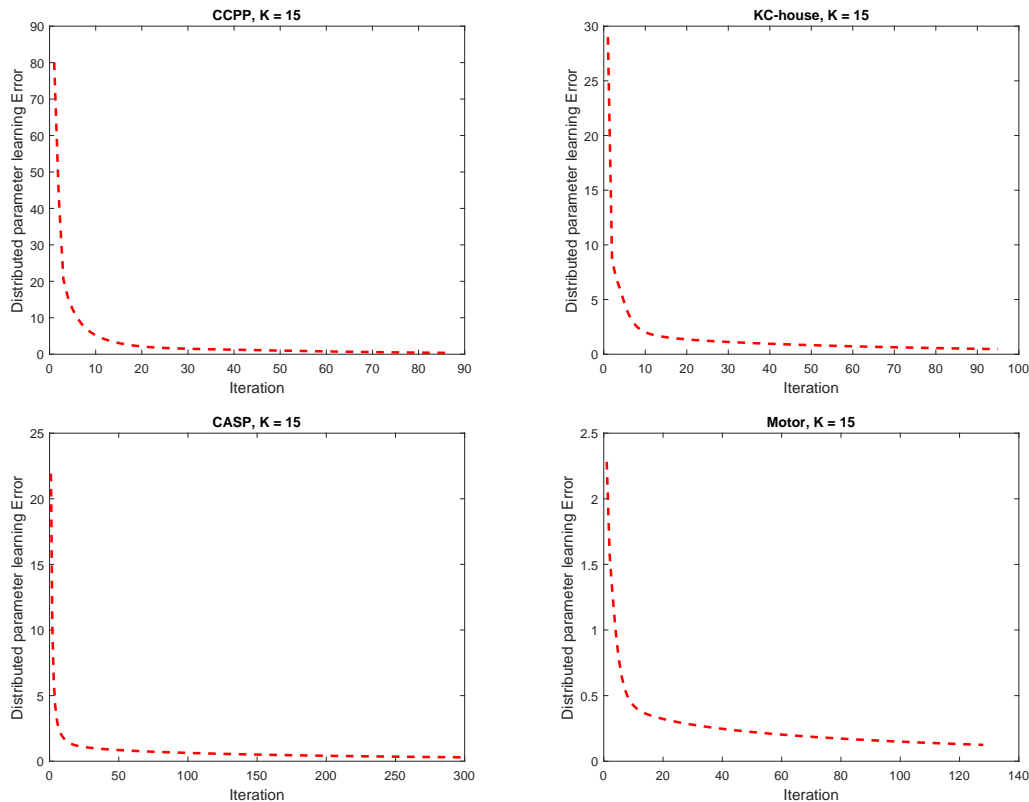 CCPP, K = 15
Distributed parameter learning Error
90
80
70
60
50
40
30
20
10
0
0 10 20 30 40 50 60 70 80 90
Iteration
KC-house, K = 15
Distributed parameter learning Error
30
25
20
15
10
5
0
0 10 20 30 40 50 60 70 80 90 100
Iteration
CASP, K = 15
Distributed parameter learning Error
25
20
15
10
5
0
0 50 100 150 200 250 300
Iteration
Motor, K = 15
Distributed parameter learning Error
2.5
2
1.5
1
0.5
0
0 20 40 60 80 100 120 140
Iteration